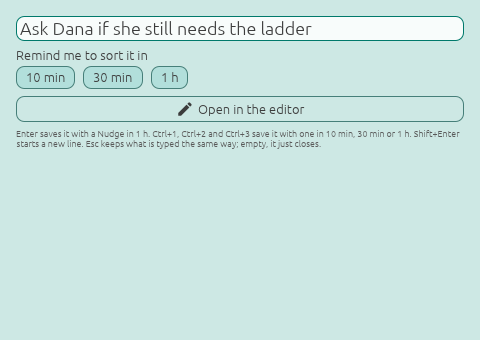 Ask Dana if she still needs the ladder
Remind me to sort it in
10 min 30 min 1 h
Open in the editor
Enter saves it with a Nudge in 1 h. Ctrl+1, Ctrl+2 and Ctrl+3 save it with one in 10 min, 30 min or 1 h. Shift+Enter
starts a new line. Esc keeps what is typed the same way; empty, it just closes.